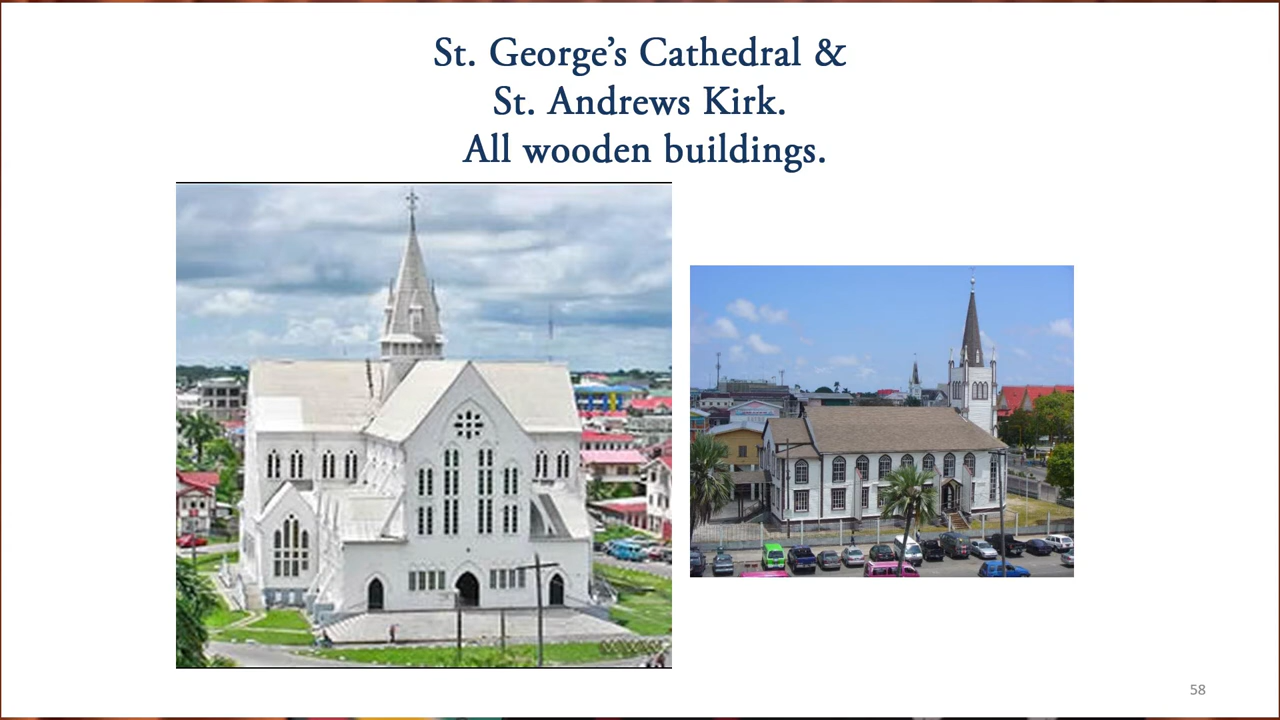 St. George’s Cathedral &
St. Andrews Kirk.
All wooden buildings.
58